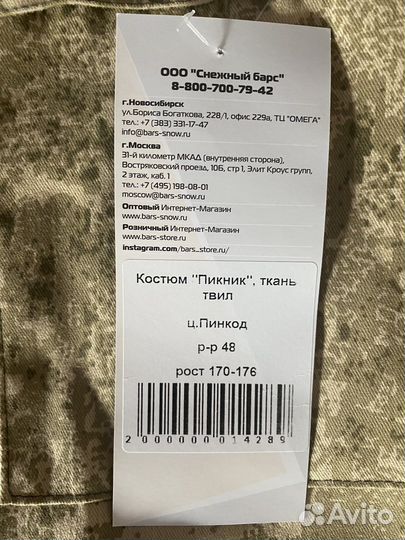 ООО "Снежный барс"
8-800-700-79-42
г.Новосибирск
ул.Бориса Богаткова, 228/1, офис 229а, ТЦ "ОМЕГА"
тел.: +7 (383) 331-17-47
info@bars-snow.ru
г.Москва
31-й километр МКАД (внутренняя сторона),
Востряковский проезд, 10Б, стр 1, Элит Кроус групп,
2 этаж, каб. 1
тел.: +7 (495) 198-08-01
moscow@bars-snow.ru
Оптовый Интернет-Магазин
www.bars-snow.ru
Розничный Интернет-Магазин
www.bars-store.ru
instagram.com/bars_store.ru/
Костюм "Пикник", ткань
твил
ц.Пинкод
р-р 48
рост 170-176
2000000014289
Avito